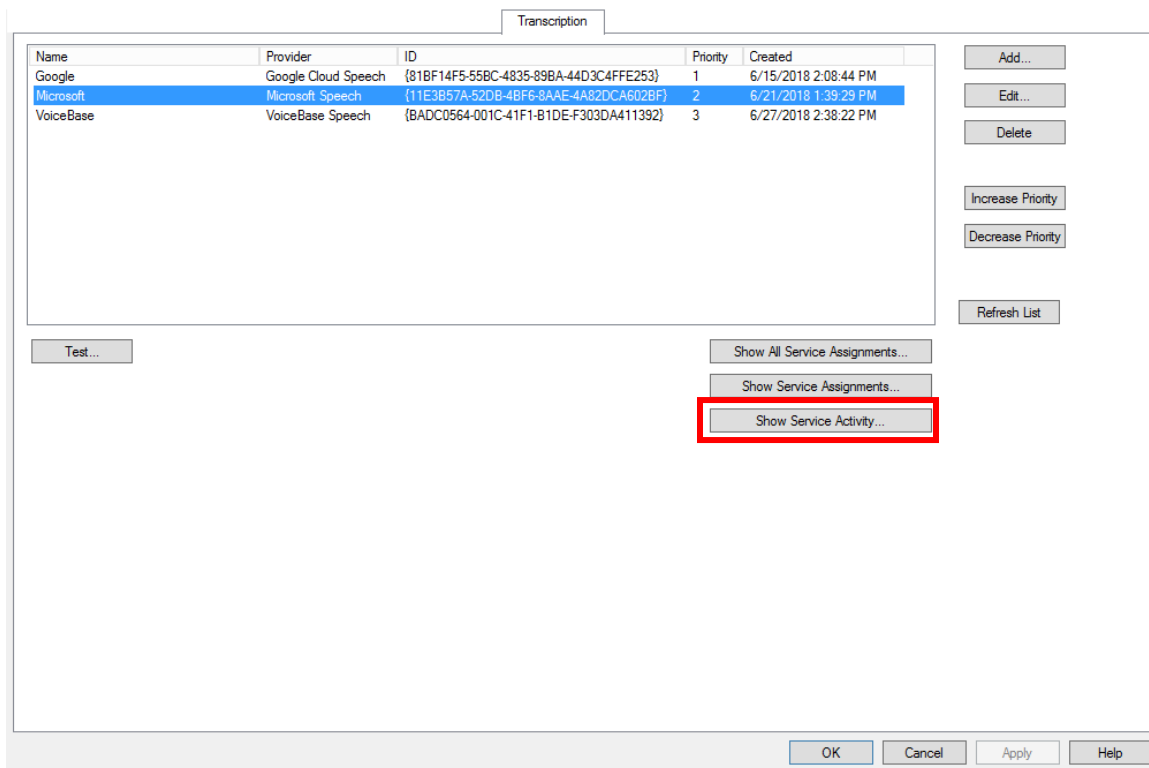 Transcription
Name Provider ID Priority Created
Google Google Cloud Speech {81BF14F5-55BC-4835-89BA-44D3C4FFE253} 1 6/15/2018 2:08:44 PM
Microsoft Microsoft Speech {11E3B57A-52DB-4BF6-8AAE-4A82DCA602BF} 2 6/21/2018 1:39:29 PM
VoiceBase VoiceBase Speech {BADC0564-001C-41F1-B1DE-F303DA411392} 3 6/27/2018 2:38:22 PM
Add...
Edit...
Delete
Increase Priority
Decrease Priority
Refresh List
Test...
Show All Service Assignments...
Show Service Assignments...
Show Service Activity...
OK Cancel Apply Help